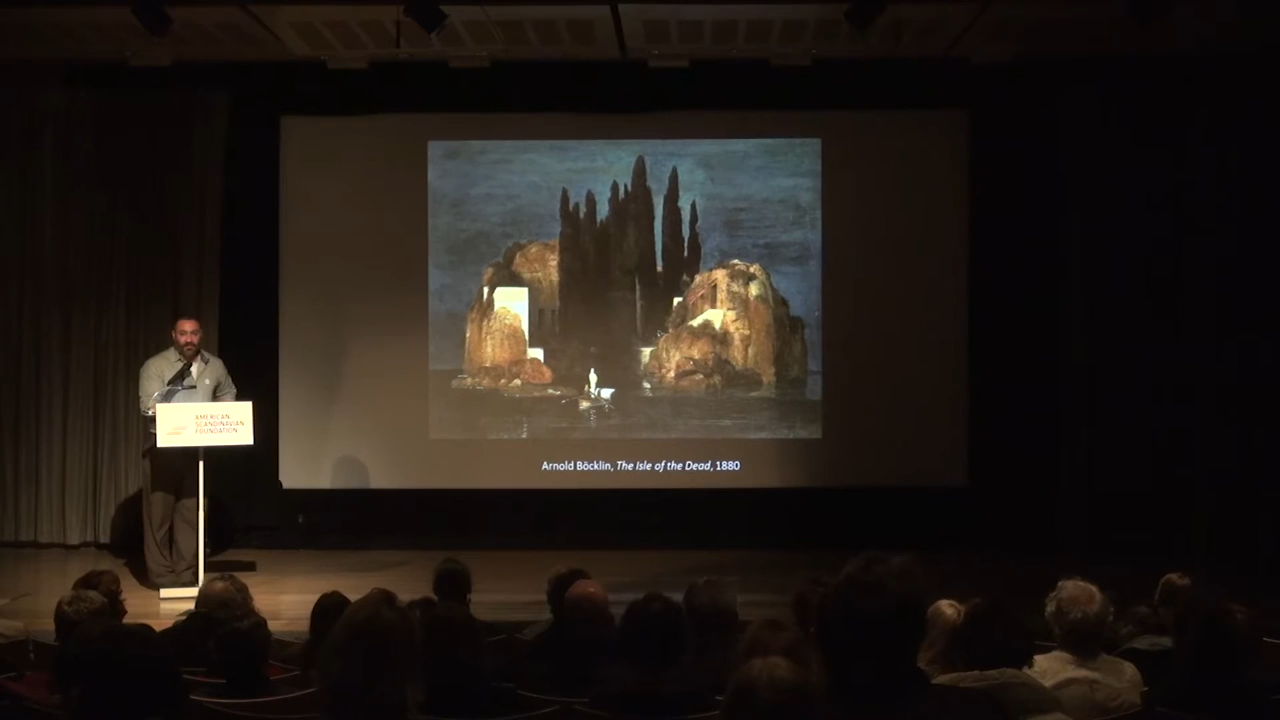 AMERICAN
SCANDINAVIAN
FOUNDATION
Arnold Böcklin, The Isle of the Dead, 1880